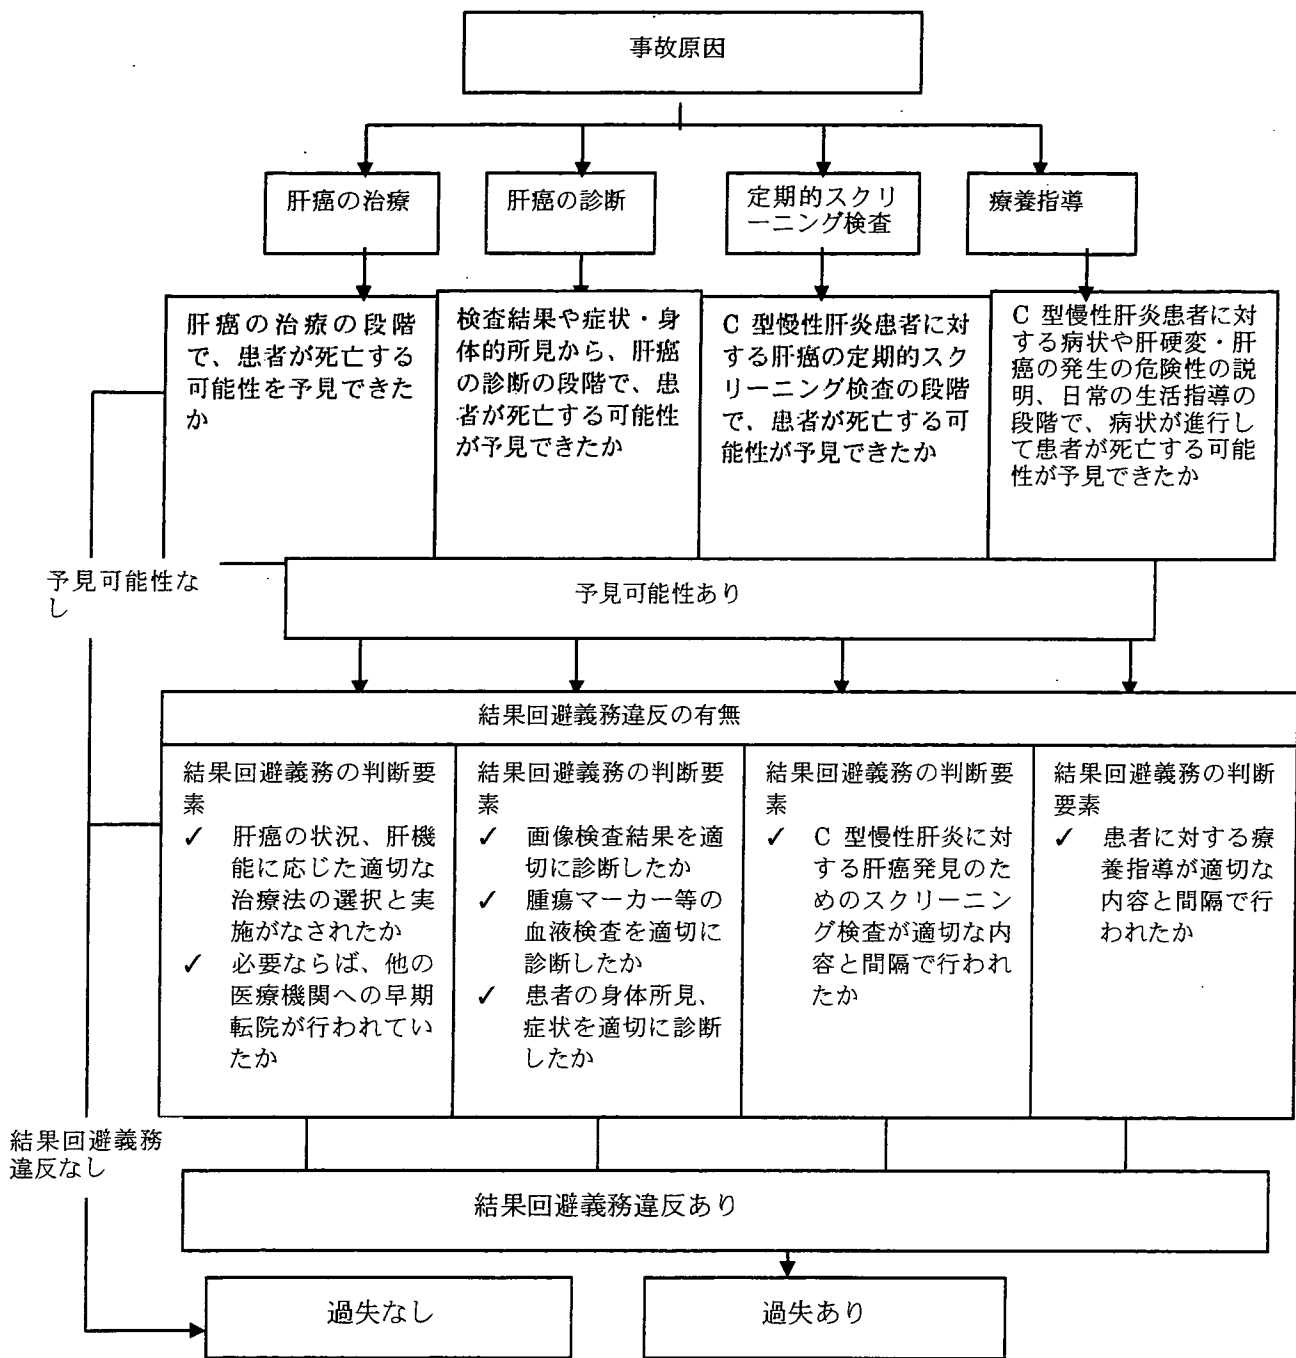 事故原因
肝癌の治療
肝癌の診断
定期的スクリ
ーニング検査
療養指導
肝癌の治療の段階
で、患者が死亡する
可能性を予見できた
か
検査結果や症状・身
体的所見から、肝癌
の診断の段階で、患
者が死亡する可能性
が予見できたか
C 型慢性肝炎患者に対
する肝癌の定期的スク
リーニング検査の段階
で、患者が死亡する可
能性が予見できたか
C 型慢性肝炎患者に対
する病状や肝硬変・肝
癌の発生の危険性の説
明、日常の生活指導の
段階で、病状が進行し
て患者が死亡する可能
性が予見できたか
予見可能性な
し
予見可能性あり
結果回避義務違反の有無
結果回避義務の判断要
素
✓ 肝癌の状況、肝機
能に応じた適切な
治療法の選択と実
施がなされたか
✓ 必要ならば、他の
医療機関への早期
転院が行われてい
たか
結果回避義務の判断要
素
✓ 画像検査結果を適
切に診断したか
✓ 腫瘍マーカー等の
血液検査を適切に
診断したか
✓ 患者の身体所見、
症状を適切に診断
したか
結果回避義務の判断要
素
✓ C 型慢性肝炎に対
する肝癌発見のた
めのスクリーニン
グ検査が適切な内
容と間隔で行われ
たか
結果回避義務の判断
要素
✓ 患者に対する療
養指導が適切な
内容と間隔で行
われたか
結果回避義務
違反なし
結果回避義務違反あり
過失なし
過失あり